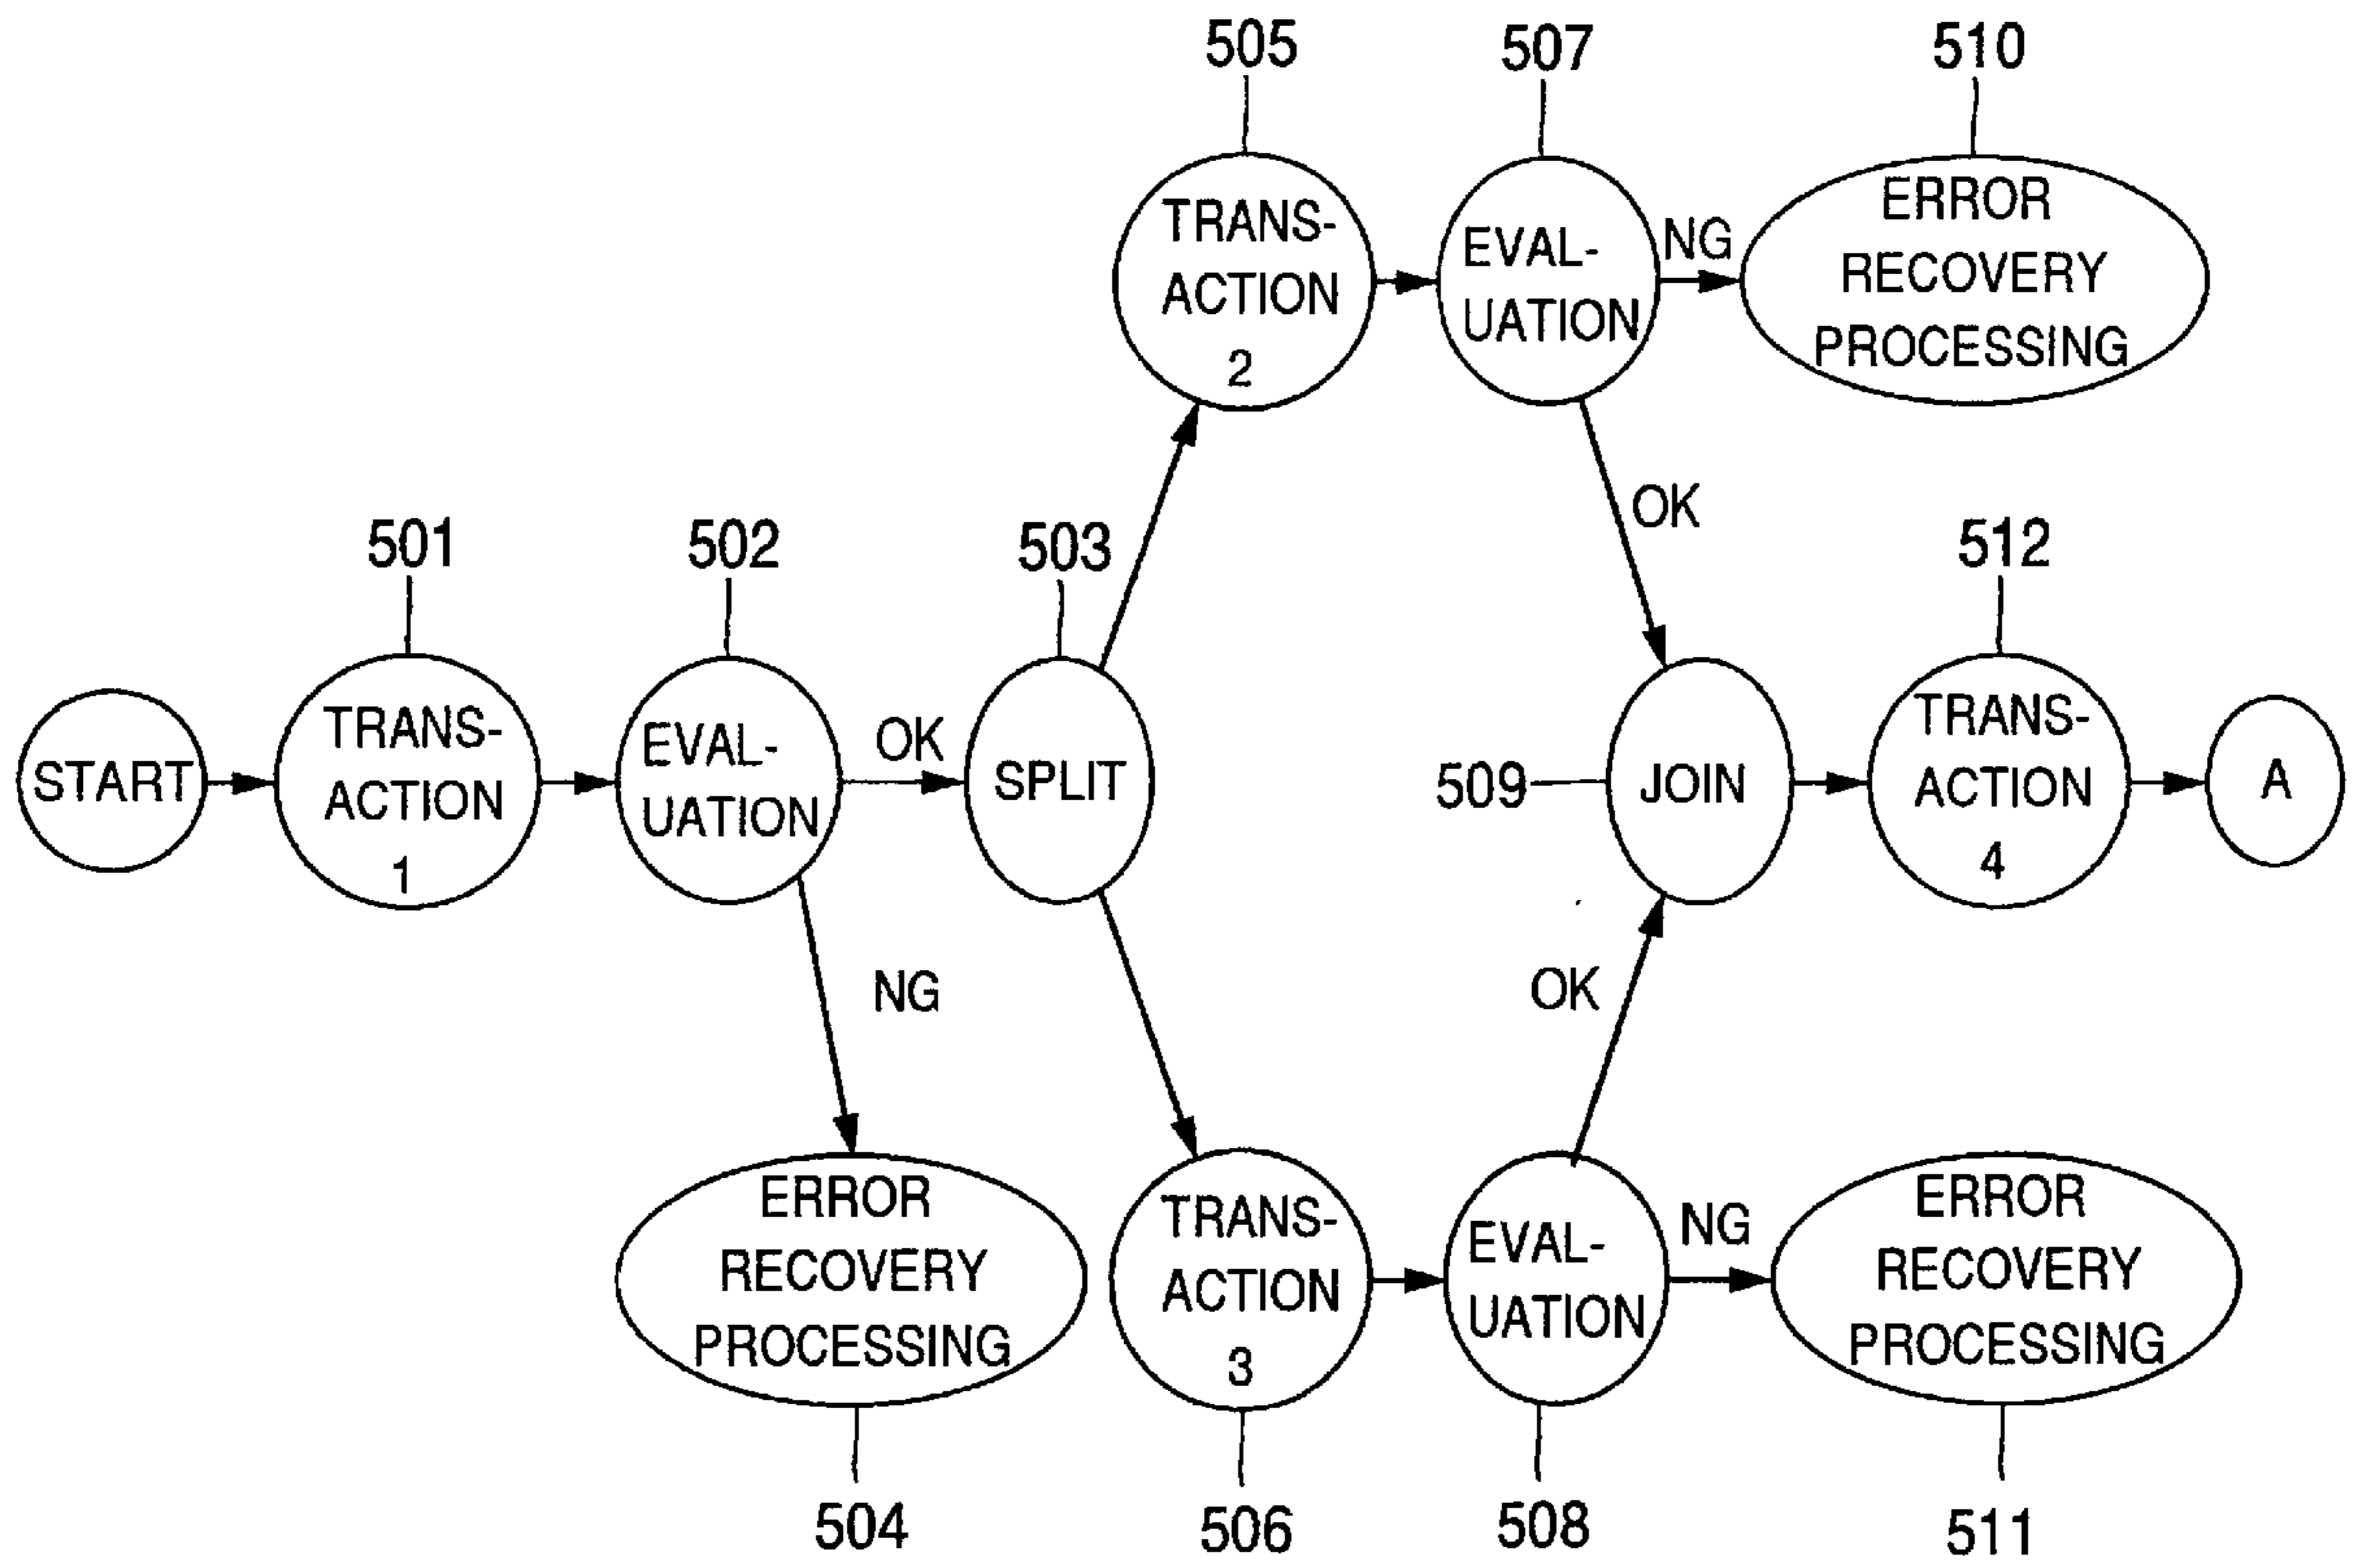 505
507
510
TRANS-
ACTION
2
EVAL-
UATION
NG
ERROR
RECOVERY
PROCESSING
OK
501
502
503
512
START
TRANS-
ACTION
1
EVAL-
UATION
OK
SPLIT
509
JOIN
TRANS-
ACTION
4
A
NG
OK
ERROR
RECOVERY
PROCESSING
TRANS-
ACTION
3
EVAL-
UATION
NG
ERROR
RECOVERY
PROCESSING
504
506
508
511